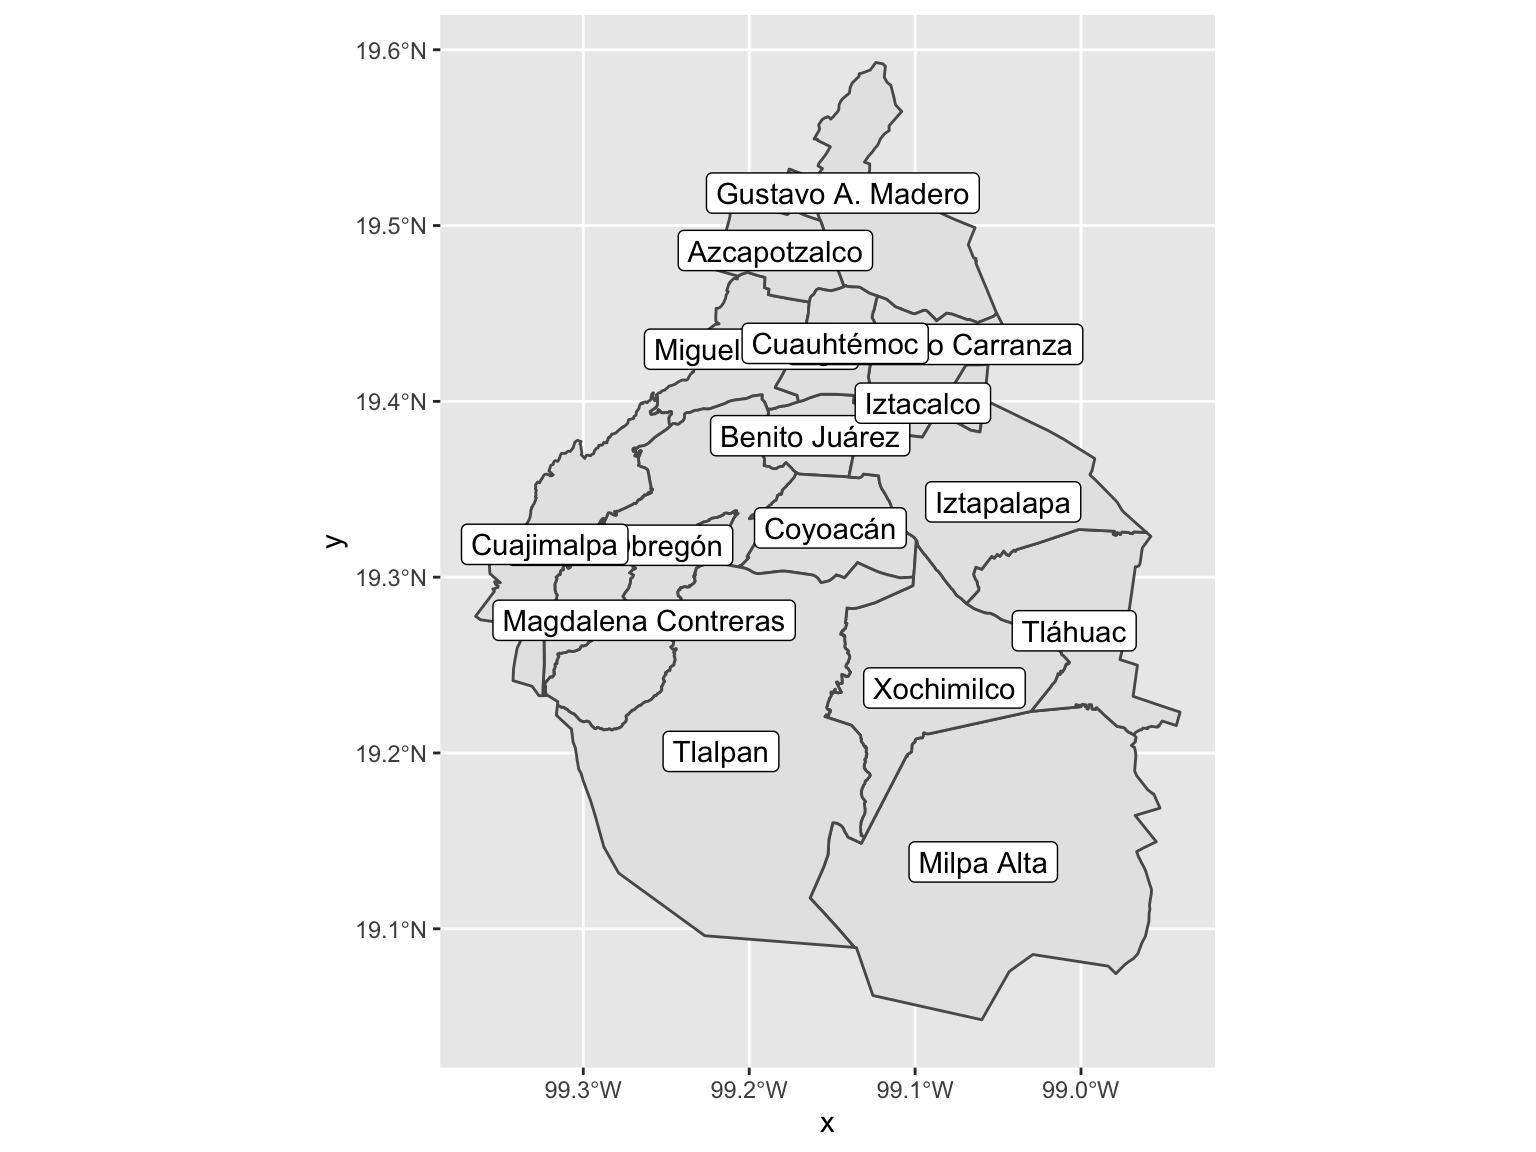 19.6°N
19.5°N
19.4°N
19.3°N
19.2°N
19.1°N
y
Gustavo A. Madero
Azcapotzalco
Miguel
Cuauhtémoc
o Carranza
Iztacalco
Benito Juárez
Iztapalapa
Coyoacán
Cuajimalpa
bregón
Magdalena Contreras
Tláhuac
Xochimilco
Tlalpan
Milpa Alta
99.3°W 99.2°W 99.1°W 99.0°W
x